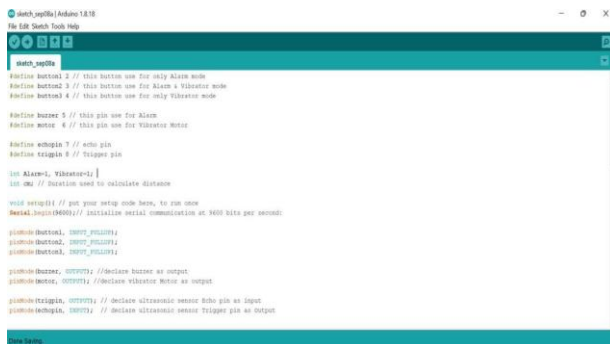 sketch_sep08a | Arduino 1.8.18
File Edit Sketch Tools Help
sketch_sep08a
#define button1 2 // this button use for only Alarm mode
#define button2 3 // this button use for Alarm & Vibrator mode
#define button3 4 // this button use for only Vibrator mode
#define buzzer 5 // this pin use for Alarm
#define motor 6 // this pin use for Vibrator Motor
#define echopin 7 // echo pin
#define trigpin 8 // Trigger pin
int Alarm=1, Vibrator=1;
int cm; // Duration used to calculate distance
void setup(){ // put your setup code here, to run once
Serial.begin(9600);// initialize serial communication at 9600 bits per second:
pinMode(button1, INPUT_PULLUP);
pinMode(button2, INPUT_PULLUP);
pinMode(button3, INPUT_PULLUP);
pinMode(buzzer, OUTPUT); //declare buzzer as output
pinMode(motor, OUTPUT); //declare vibrator Motor as output
pinMode(trigpin, OUTPUT); // declare ultrasonic sensor Echo pin as input
pinMode(echopin, INPUT); // declare ultrasonic sensor Trigger pin as Output
Done Saving.